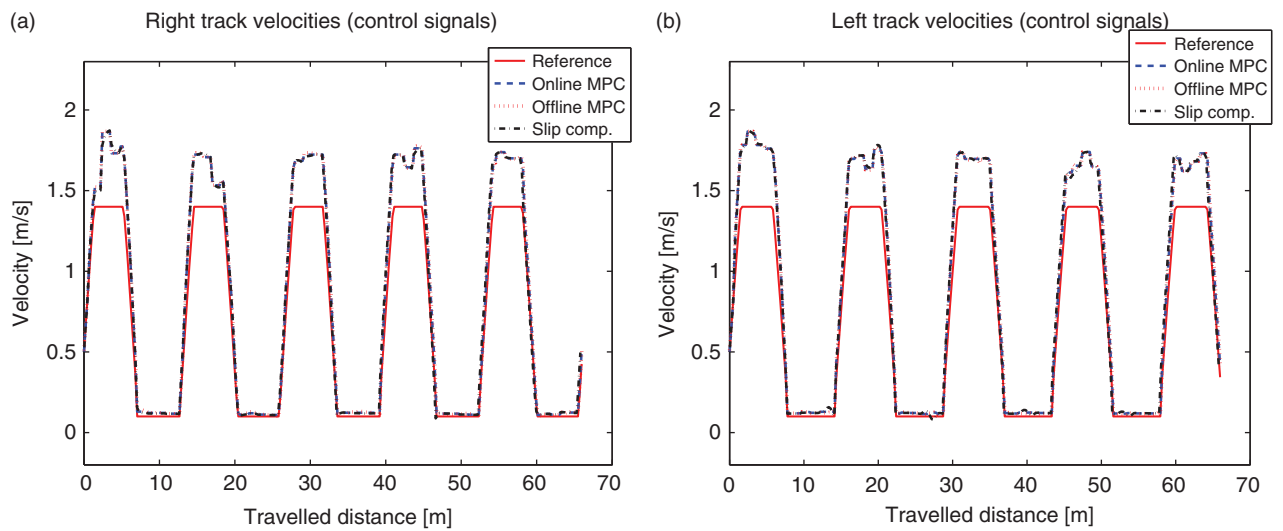 (a)
Right track velocities (control signals)
Reference
Online MPC
Offline MPC
Slip comp.
Velocity [m/s]
2
1.5
1
0.5
0
0 10 20 30 40 50 60 70
Travelled distance [m]
(b)
Left track velocities (control signals)
Reference
Online MPC
Offline MPC
Slip comp.
Velocity [m/s]
2
1.5
1
0.5
0
0 10 20 30 40 50 60 70
Travelled distance [m]